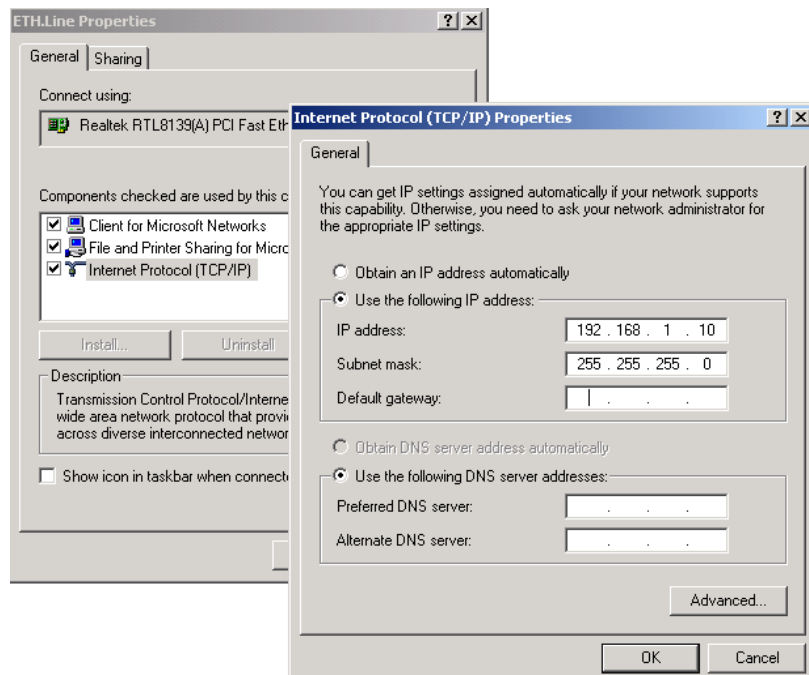 ETH.Line Properties
General
Sharing
Connect using:
Realtek RTL8139(A) PCI Fast Eth
Components checked are used by this c
Client for Microsoft Networks
File and Printer Sharing for Micro
Internet Protocol (TCP/IP)
Install...
Uninstall
Description
Transmission Control Protocol/Interne
wide area network protocol that provi
across diverse interconnected networ
Show icon in taskbar when connecte
Internet Protocol (TCP/IP) Properties
General
You can get IP settings assigned automatically if your network supports
this capability. Otherwise, you need to ask your network administrator for
the appropriate IP settings.
Obtain an IP address automatically
Use the following IP address:
IP address: 192 . 168 . 1 . 10
Subnet mask: 255 . 255 . 255 . 0
Default gateway: . . .
Obtain DNS server address automatically
Use the following DNS server addresses:
Preferred DNS server: . . .
Alternate DNS server: . . .
Advanced...
OK
Cancel